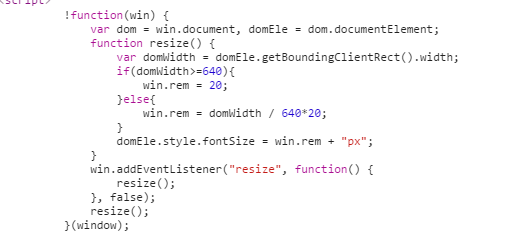 <script>
!function(win) {
var dom = win.document, domEle = dom.documentElement;
function resize() {
var domWidth = domEle.getBoundingClientRect().width;
if(domWidth>=640){
win.rem = 20;
}else{
win.rem = domWidth / 640*20;
}
domEle.style.fontSize = win.rem + "px";
}
win.addEventListener("resize", function() {
resize();
}, false);
resize();
}(window);